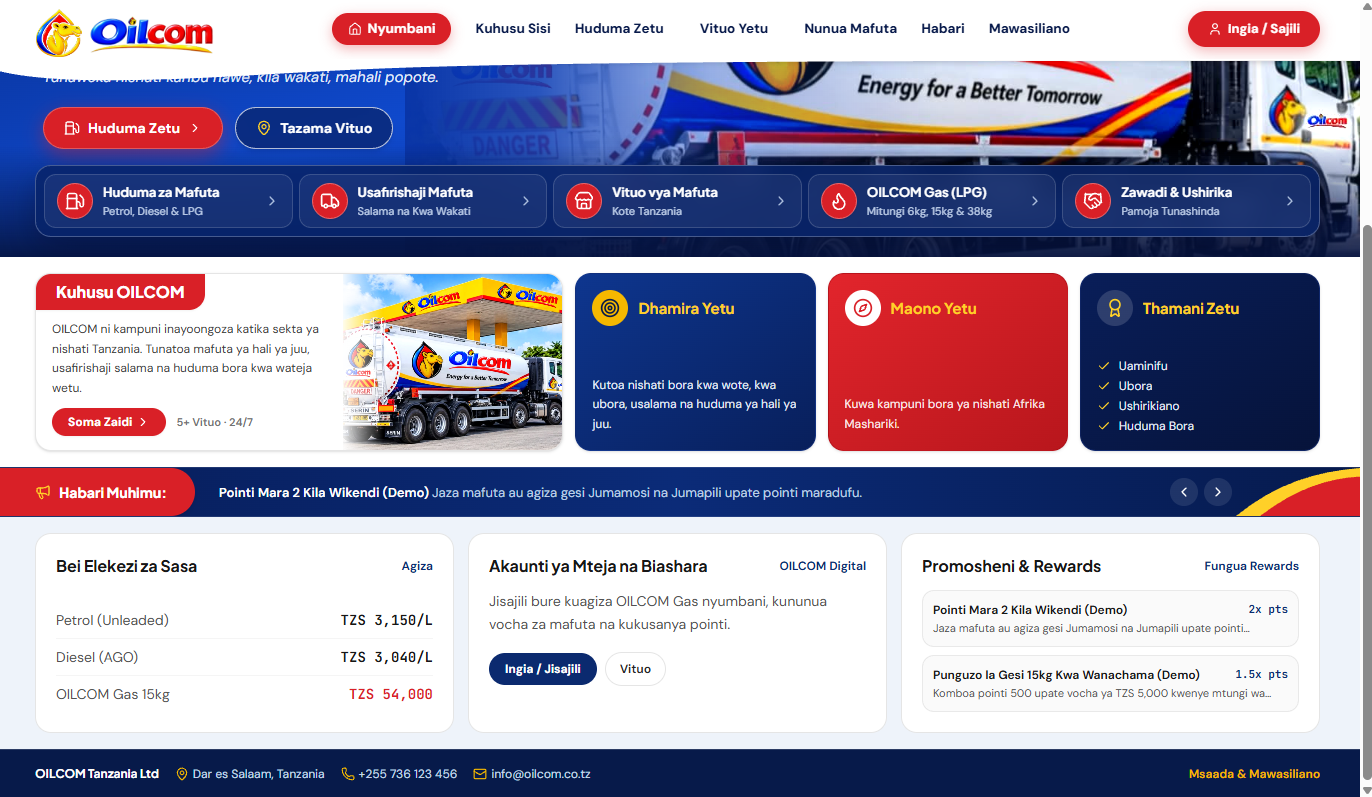 Oilcom
Nyumbani
Kuhusu Sisi
Huduma Zetu
Vituo Yetu
Nunua Mafuta
Habari
Mawasiliano
Ingia / Sajili
nishati karibu nawe, kila wakati, mahali popote.
Huduma Zetu
Tazama Vituo
Oilcom
DANGER
Energy for a Better Tomorrow
Oilcom
Huduma za Mafuta
Petrol, Diesel & LPG
Usafirishaji Mafuta
Salama na Kwa Wakati
Vituo vya Mafuta
Kote Tanzania
OILCOM Gas (LPG)
Mitungi 6kg, 15kg & 38kg
Zawadi & Ushirika
Pamoja Tunashinda
Kuhusu OILCOM
OILCOM ni kampuni inayoongoza katika sekta ya
nishati Tanzania. Tunatoa mafuta ya hali ya juu,
usafirishaji salama na huduma bora kwa wateja
wetu.
Soma Zaidi
5+ Vituo · 24/7
Oilcom
Oilcom
Oilcom
Energy for a Better Tomorrow
Dhamira Yetu
Kutoa nishati bora kwa wote, kwa
ubora, usalama na huduma ya hali ya
juu.
Maono Yetu
Kuwa kampuni bora ya nishati Afrika
Mashariki.
Thamani Zetu
Uaminifu
Ubora
Ushirikiano
Huduma Bora
Habari Muhimu:
Pointi Mara 2 Kila Wikendi (Demo) Jaza mafuta au agiza gesi Jumamosi na Jumapili upate pointi maradufu.
Bei Elekezi za Sasa
Agiza
Petrol (Unleaded) TZS 3,150/L
Diesel (AGO) TZS 3,040/L
OILCOM Gas 15kg TZS 54,000
Akaunti ya Mteja na Biashara
OILCOM Digital
Jisajili bure kuagiza OILCOM Gas nyumbani, kununua
vocha za mafuta na kukusanya pointi.
Ingia / Jisajili
Vituo
Promosheni & Rewards
Fungua Rewards
Pointi Mara 2 Kila Wikendi (Demo) 2x pts
Jaza mafuta au agiza gesi Jumamosi na Jumapili upate pointi…
Punguzo la Gesi 15kg Kwa Wanachama (Demo) 1.5x pts
Komboa pointi 500 upate vocha ya TZS 5,000 kwenye mtungi wa…
OILCOM Tanzania Ltd
Dar es Salaam, Tanzania
+255 736 123 456
info@oilcom.co.tz
Msaada & Mawasiliano